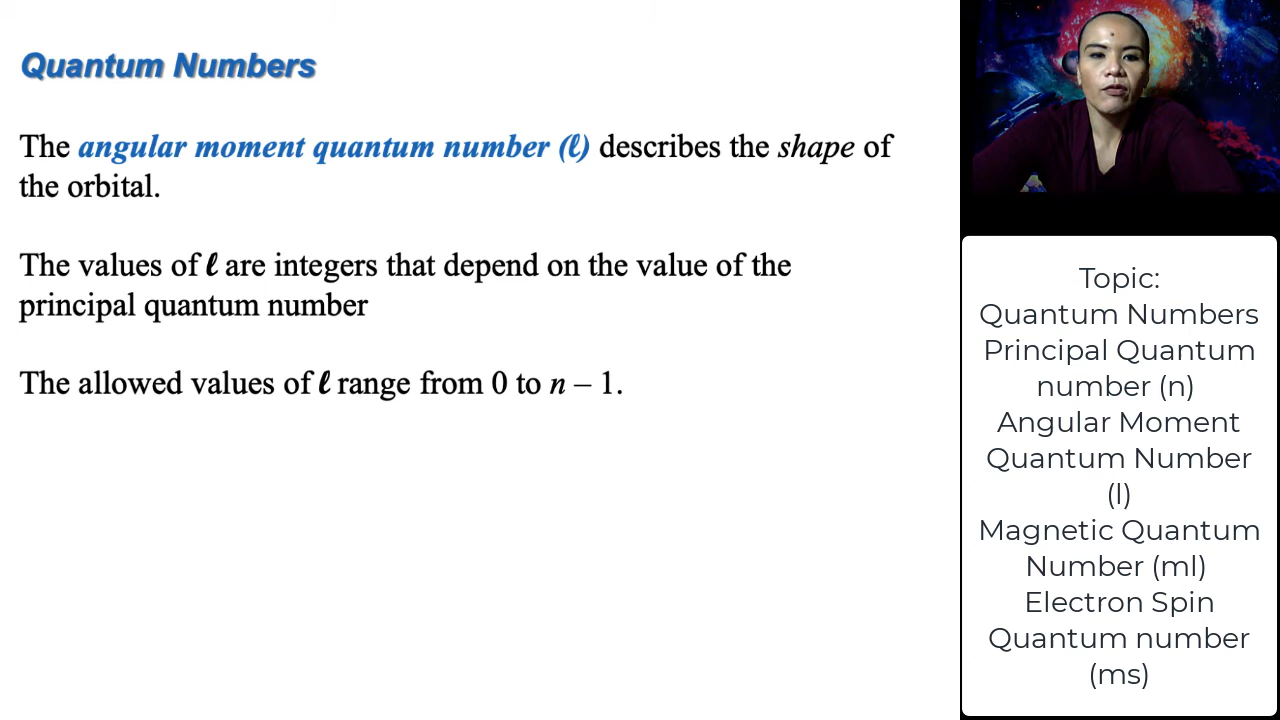 Quantum Numbers
The angular moment quantum number (ℓ) describes the shape of
the orbital.
The values of ℓ are integers that depend on the value of the
principal quantum number
The allowed values of ℓ range from 0 to n – 1.
Topic:
Quantum Numbers
Principal Quantum
number (n)
Angular Moment
Quantum Number
(l)
Magnetic Quantum
Number (ml)
Electron Spin
Quantum number
(ms)